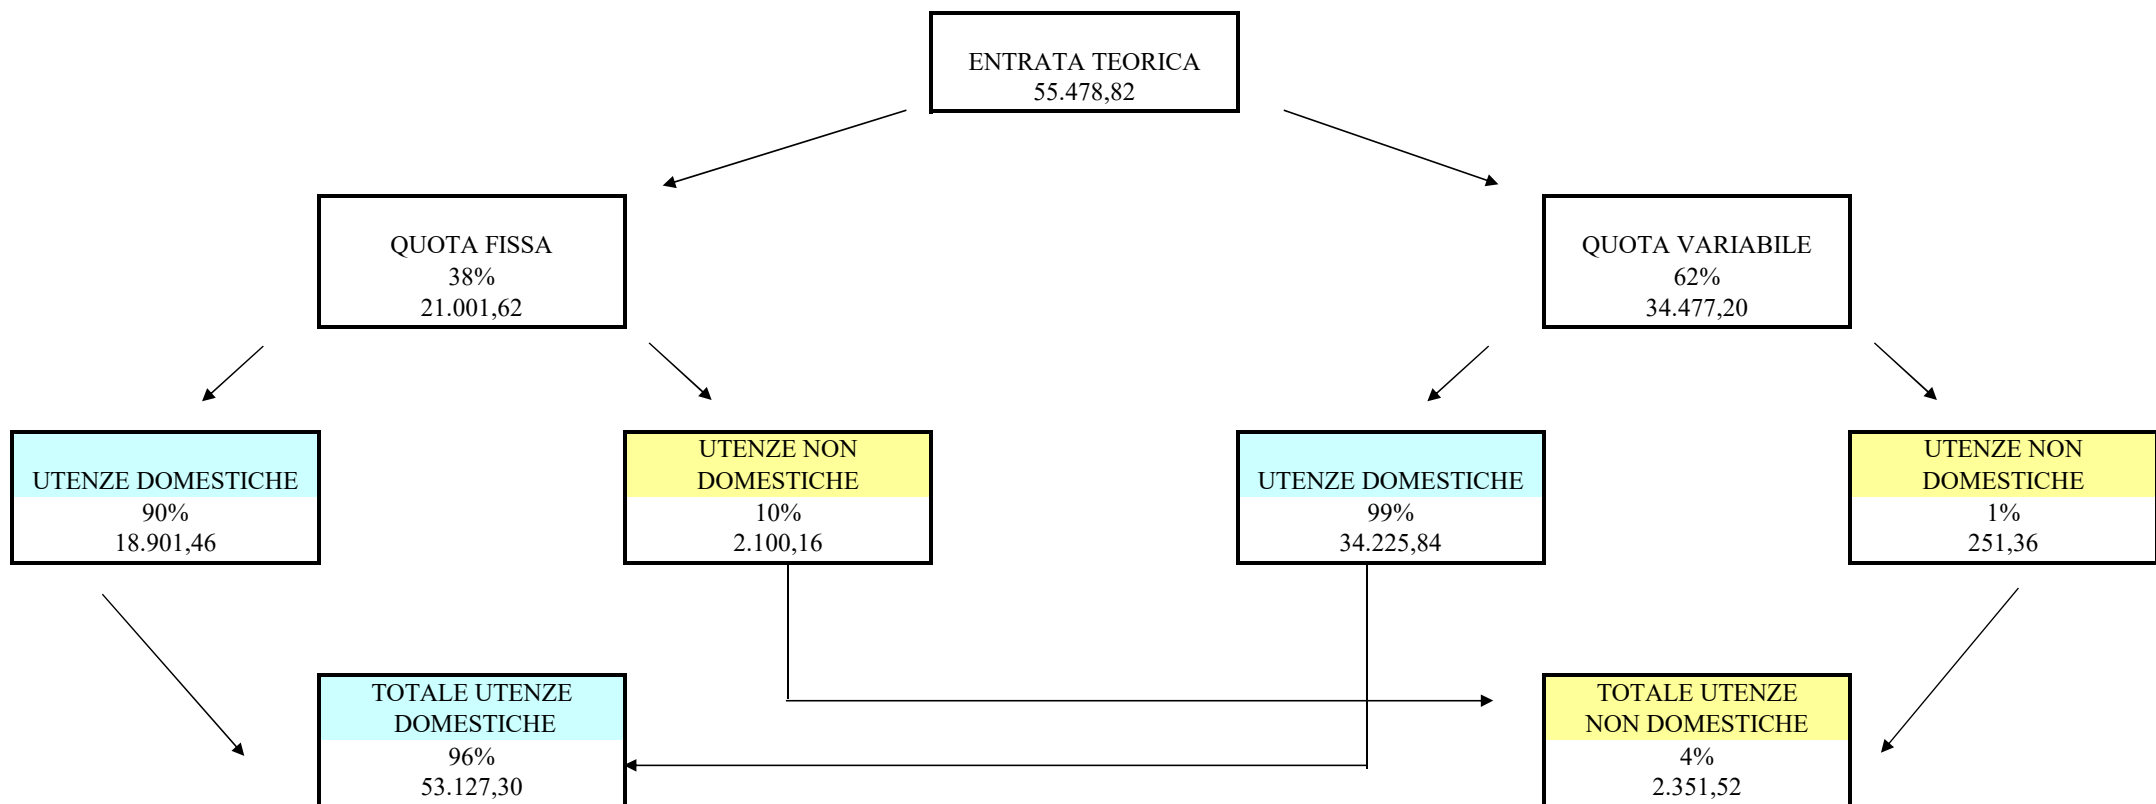 ENTRATA TEORICA
55.478,82
QUOTA FISSA
38%
21.001,62
QUOTA VARIABILE
62%
34.477,20
UTENZE DOMESTICHE
90%
18.901,46
UTENZE NON
DOMESTICHE
10%
2.100,16
UTENZE DOMESTICHE
99%
34.225,84
UTENZE NON
DOMESTICHE
1%
251,36
TOTALE UTENZE
DOMESTICHE
96%
53.127,30
TOTALE UTENZE
NON DOMESTICHE
4%
2.351,52